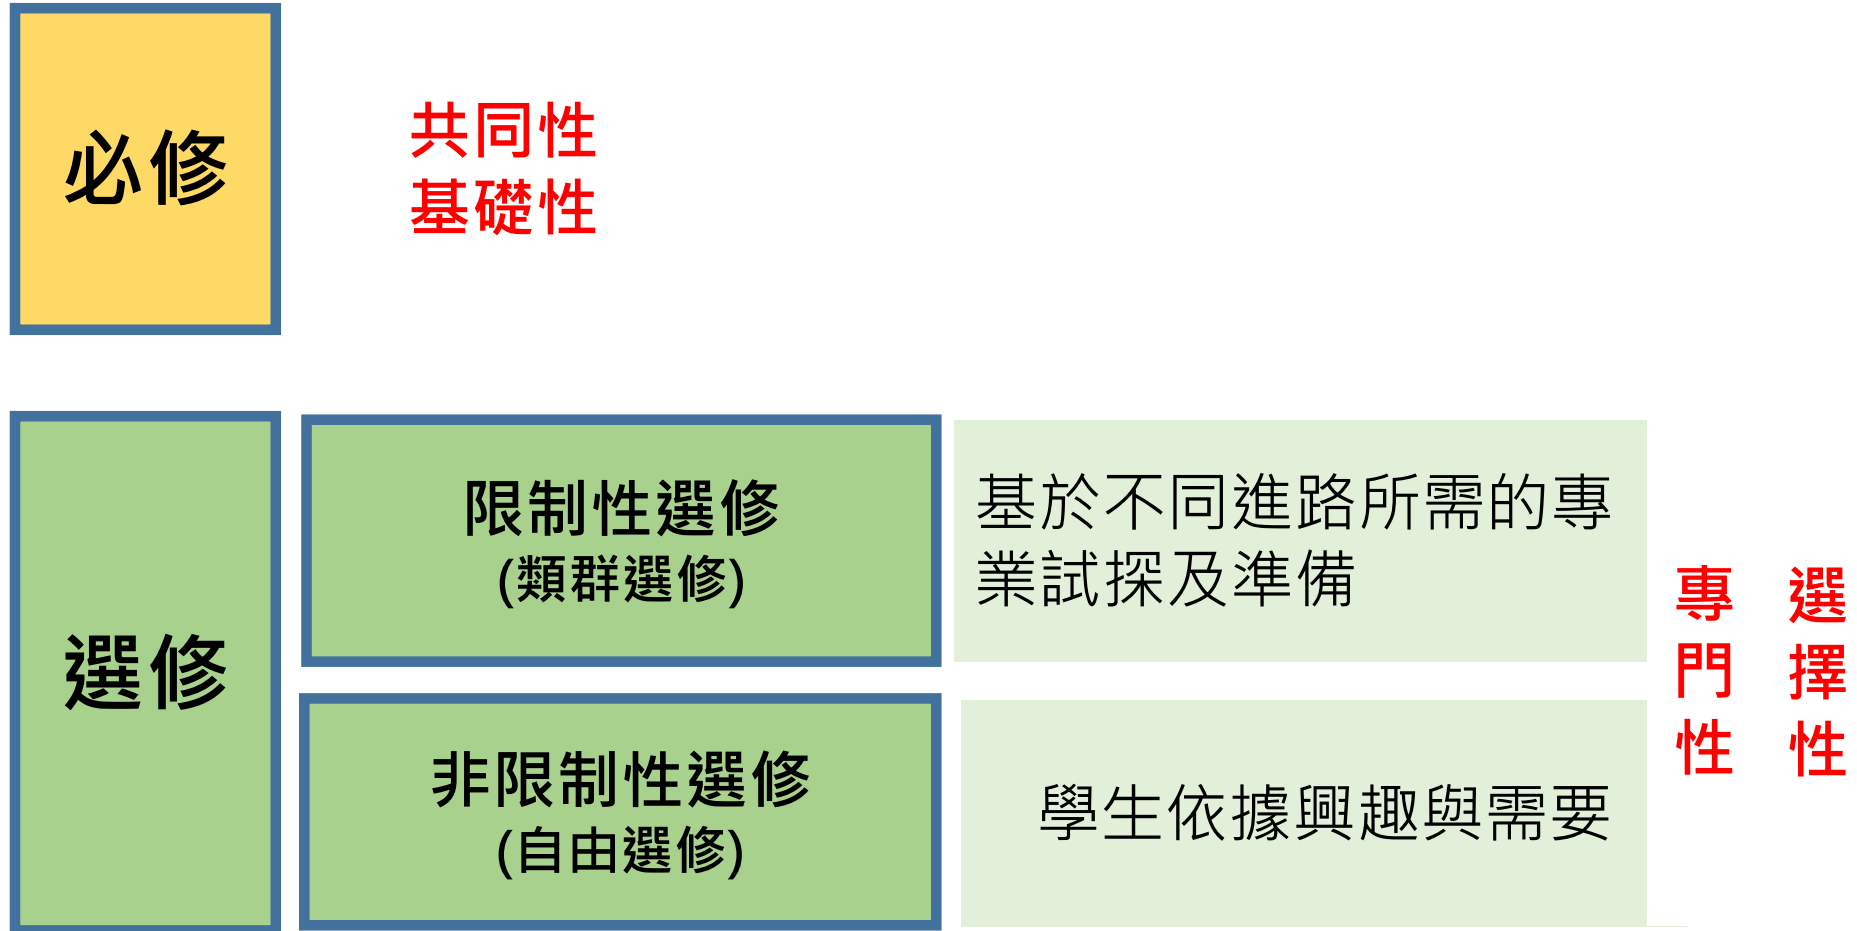 必修
共同性
基礎性
選修
限制性選修
(類群選修)
基於不同進路所需的專
業試探及準備
非限制性選修
(自由選修)
學生依據興趣與需要
專門性
選擇性